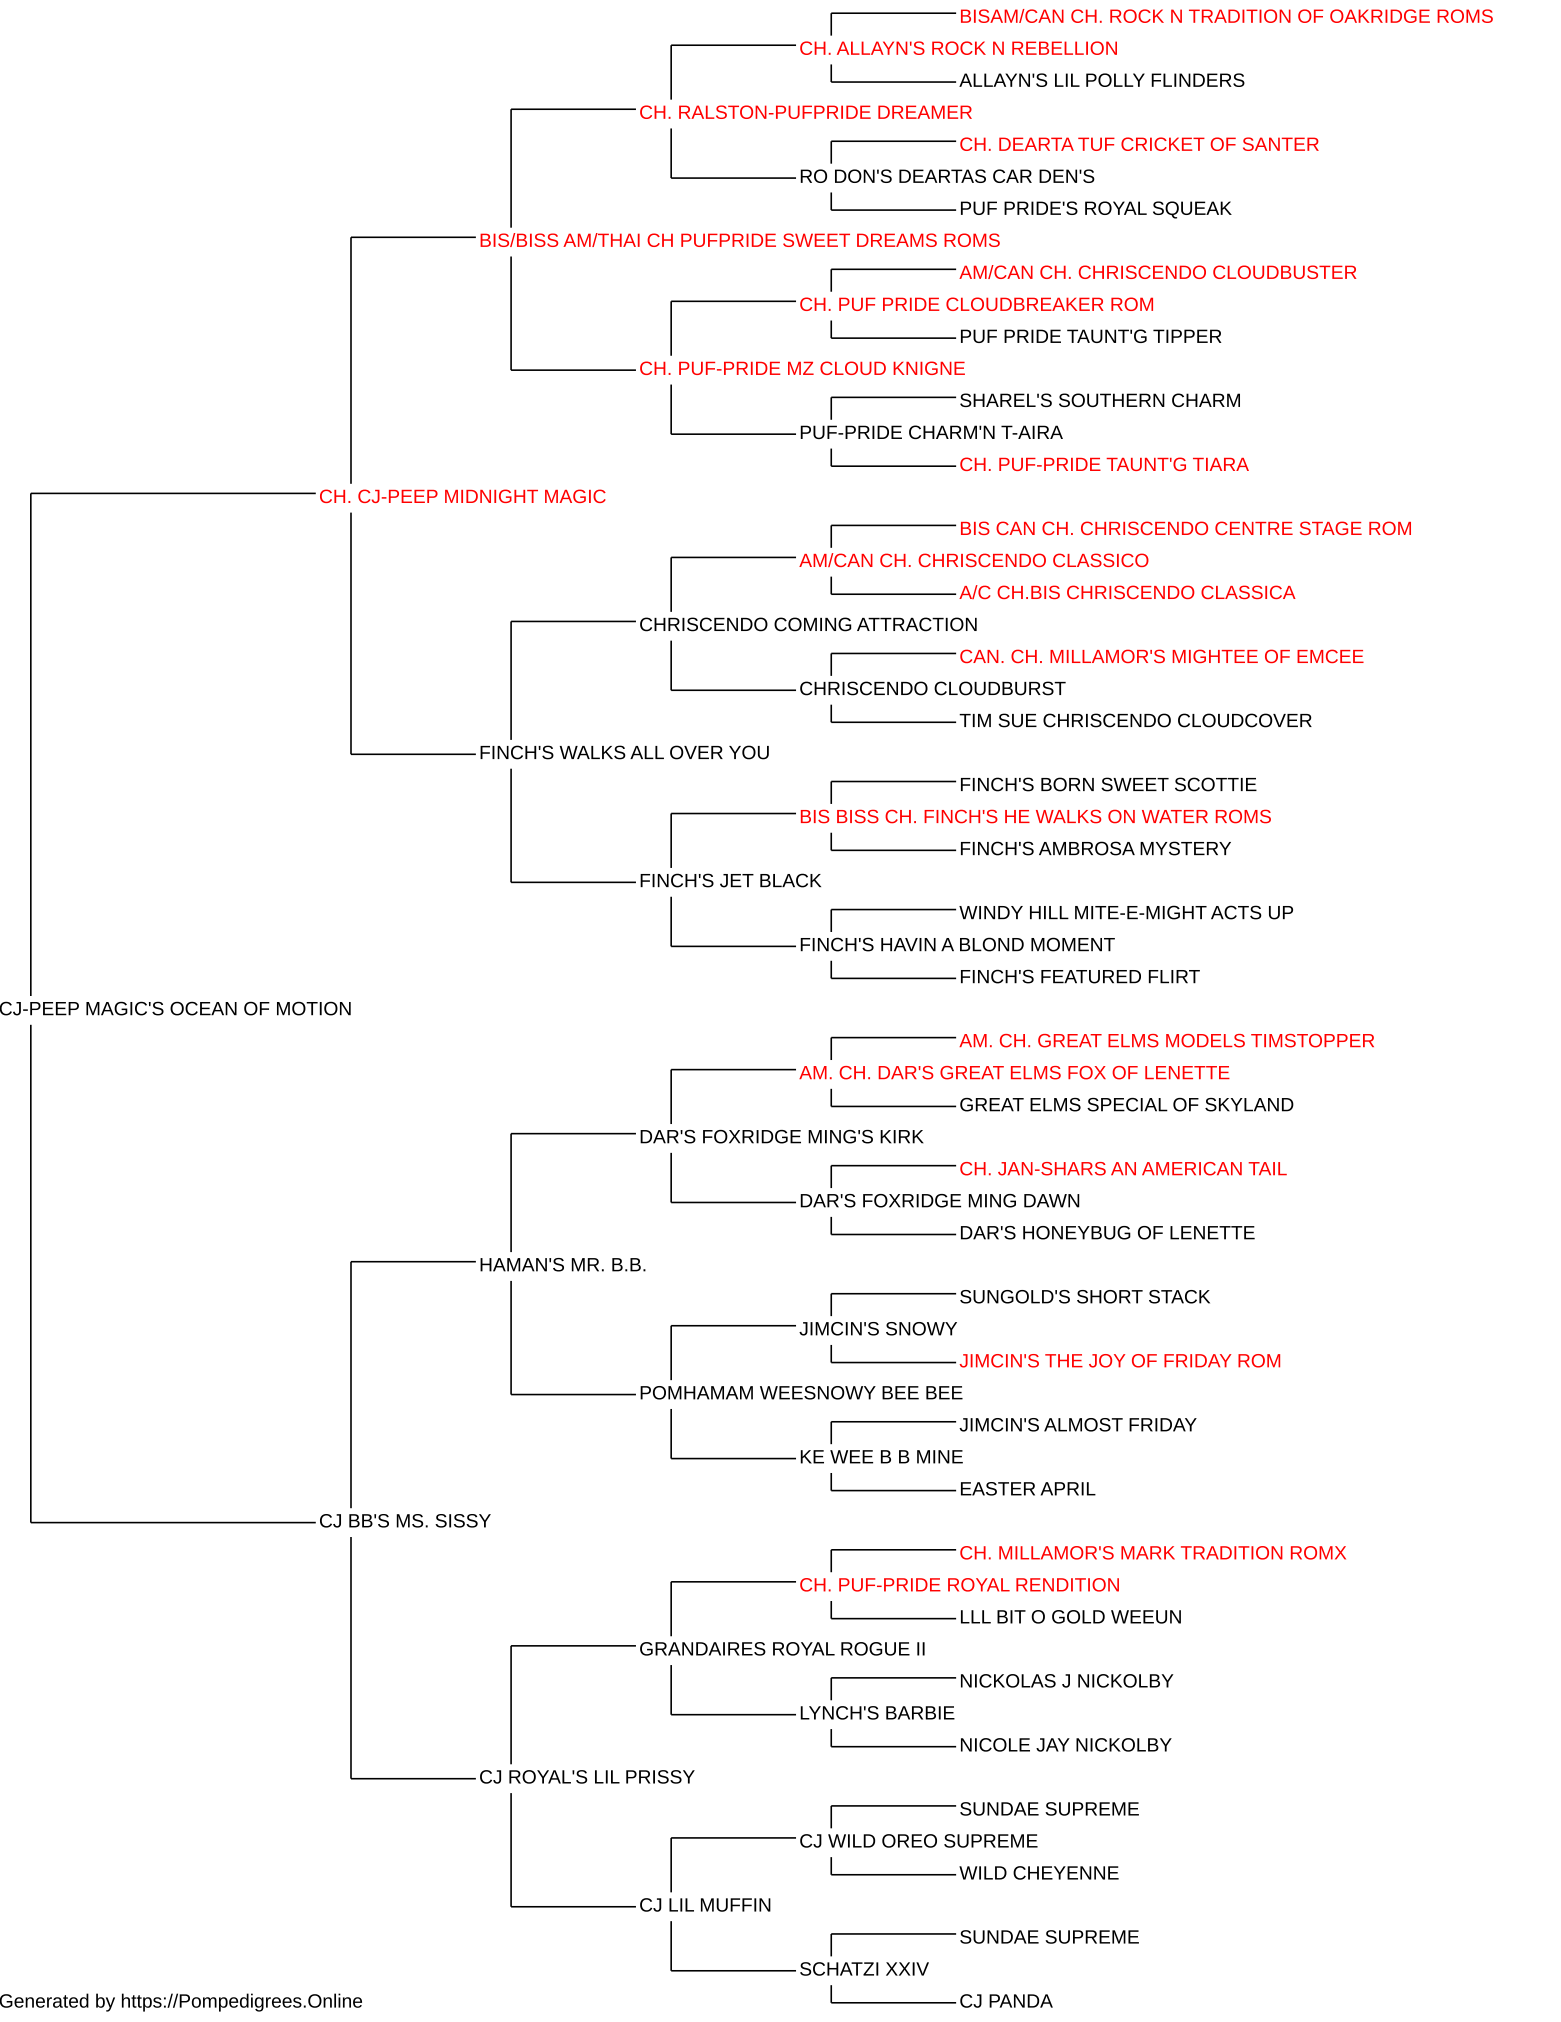 BISAM/CAN CH. ROCK N TRADITION OF OAKRIDGE ROMS
CH. ALLAYN'S ROCK N REBELLION
ALLAYN'S LIL POLLY FLINDERS
CH. RALSTON-PUFPRIDE DREAMER
CH. DEARTA TUF CRICKET OF SANTER
RO DON'S DEARTAS CAR DEN'S
PUF PRIDE'S ROYAL SQUEAK
BIS/BISS AM/THAI CH PUFPRIDE SWEET DREAMS ROMS
AM/CAN CH. CHRISCENDO CLOUDBUSTER
CH. PUF PRIDE CLOUDBREAKER ROM
PUF PRIDE TAUNT'G TIPPER
CH. PUF-PRIDE MZ CLOUD KNIGNE
SHAREL'S SOUTHERN CHARM
PUF-PRIDE CHARM'N T-AIRA
CH. PUF-PRIDE TAUNT'G TIARA
CH. CJ-PEEP MIDNIGHT MAGIC
BIS CAN CH. CHRISCENDO CENTRE STAGE ROM
AM/CAN CH. CHRISCENDO CLASSICO
A/C CH.BIS CHRISCENDO CLASSICA
CHRISCENDO COMING ATTRACTION
CAN. CH. MILLAMOR'S MIGHTEE OF EMCEE
CHRISCENDO CLOUDBURST
TIM SUE CHRISCENDO CLOUDCOVER
FINCH'S WALKS ALL OVER YOU
FINCH'S BORN SWEET SCOTTIE
BIS BISS CH. FINCH'S HE WALKS ON WATER ROMS
FINCH'S AMBROSA MYSTERY
FINCH'S JET BLACK
WINDY HILL MITE-E-MIGHT ACTS UP
FINCH'S HAVIN A BLOND MOMENT
FINCH'S FEATURED FLIRT
CJ-PEEP MAGIC'S OCEAN OF MOTION
AM. CH. GREAT ELMS MODELS TIMSTOPPER
AM. CH. DAR'S GREAT ELMS FOX OF LENETTE
GREAT ELMS SPECIAL OF SKYLAND
DAR'S FOXRIDGE MING'S KIRK
CH. JAN-SHARS AN AMERICAN TAIL
DAR'S FOXRIDGE MING DAWN
DAR'S HONEYBUG OF LENETTE
HAMAN'S MR. B.B.
SUNGOLD'S SHORT STACK
JIMCIN'S SNOWY
JIMCIN'S THE JOY OF FRIDAY ROM
POMHAMAM WEESNOWY BEE BEE
JIMCIN'S ALMOST FRIDAY
KE WEE B B MINE
EASTER APRIL
CJ BB'S MS. SISSY
CH. MILLAMOR'S MARK TRADITION ROMX
CH. PUF-PRIDE ROYAL RENDITION
LLL BIT O GOLD WEEUN
GRANDAIRES ROYAL ROGUE II
NICKOLAS J NICKOLBY
LYNCH'S BARBIE
NICOLE JAY NICKOLBY
CJ ROYAL'S LIL PRISSY
SUNDAE SUPREME
CJ WILD OREO SUPREME
WILD CHEYENNE
CJ LIL MUFFIN
SUNDAE SUPREME
SCHATZI XXIV
CJ PANDA
Generated by https://Pompedigrees.Online